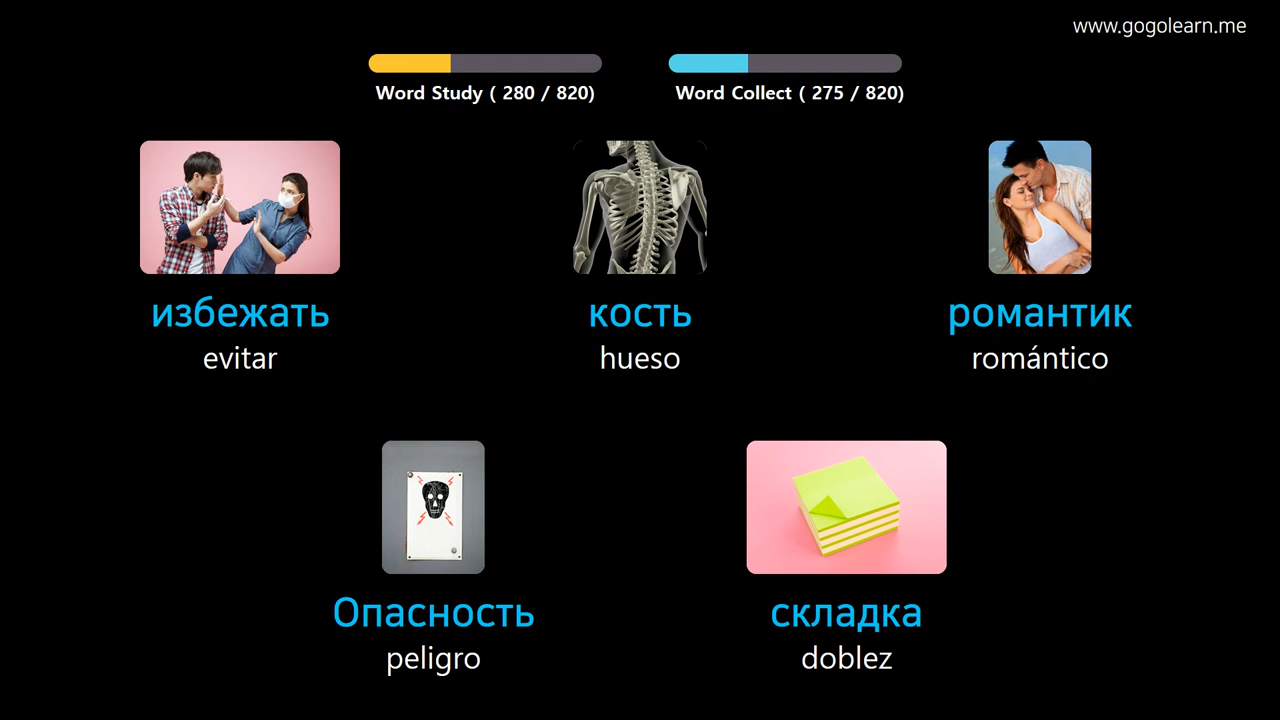 www.gogolearn.me
Word Study ( 280 / 820)
Word Collect ( 275 / 820)
избежать
evitar
кость
hueso
романтик
romántico
Опасность
peligro
складка
doblez